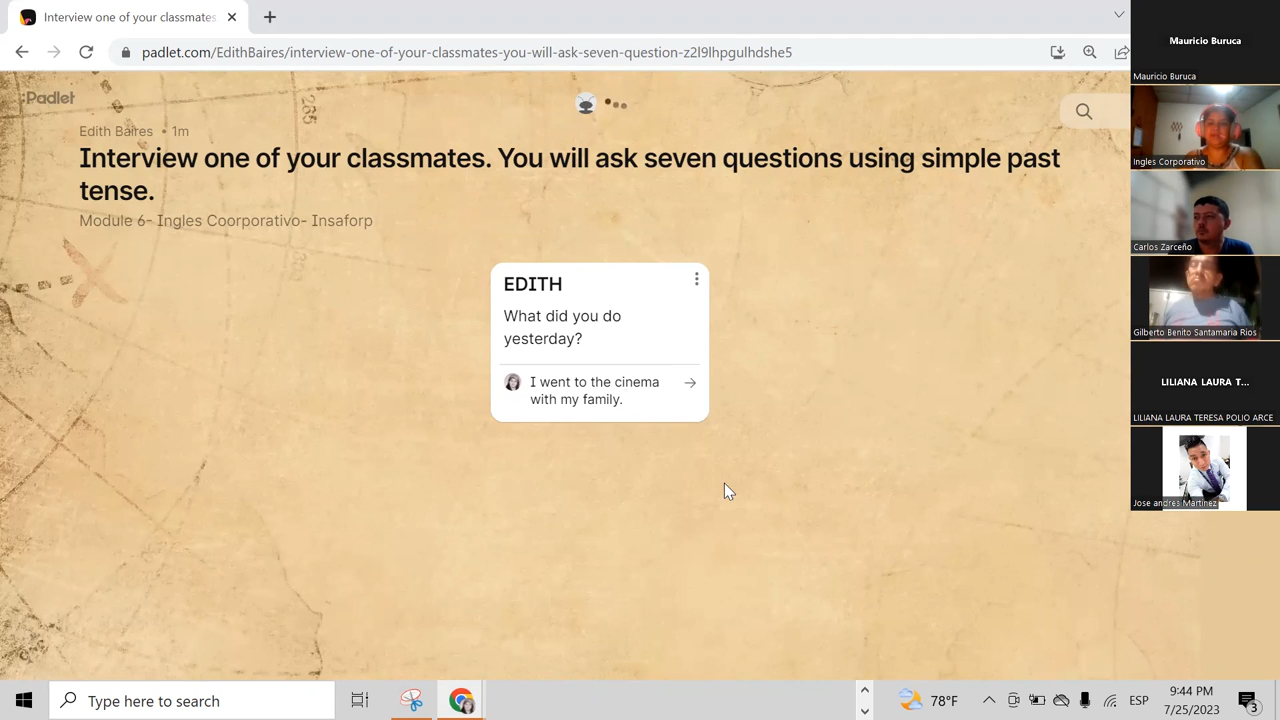 Interview one of your classmates.
padlet.com/EdithBaires/interview-one-of-your-classmates-you-will-ask-seven-question-z2l9lhpgulhdshe5
:Padlet
Edith Baires • 1m
Interview one of your classmates. You will ask seven questions using simple past
tense.
Module 6- Ingles Coorporativo- Insaforp
EDITH
What did you do
yesterday?
I went to the cinema
with my family.
Mauricio Buruca
Mauricio Buruca
Ingles Corporativo
Carlos Zarceño
Gilberto Benito Santamaria Rios
LILIANA LAURA T...
LILIANA LAURA TERESA POLIO ARCE
Jose andres Martinez
Type here to search
78°F
ESP
9:44 PM
7/25/2023
3